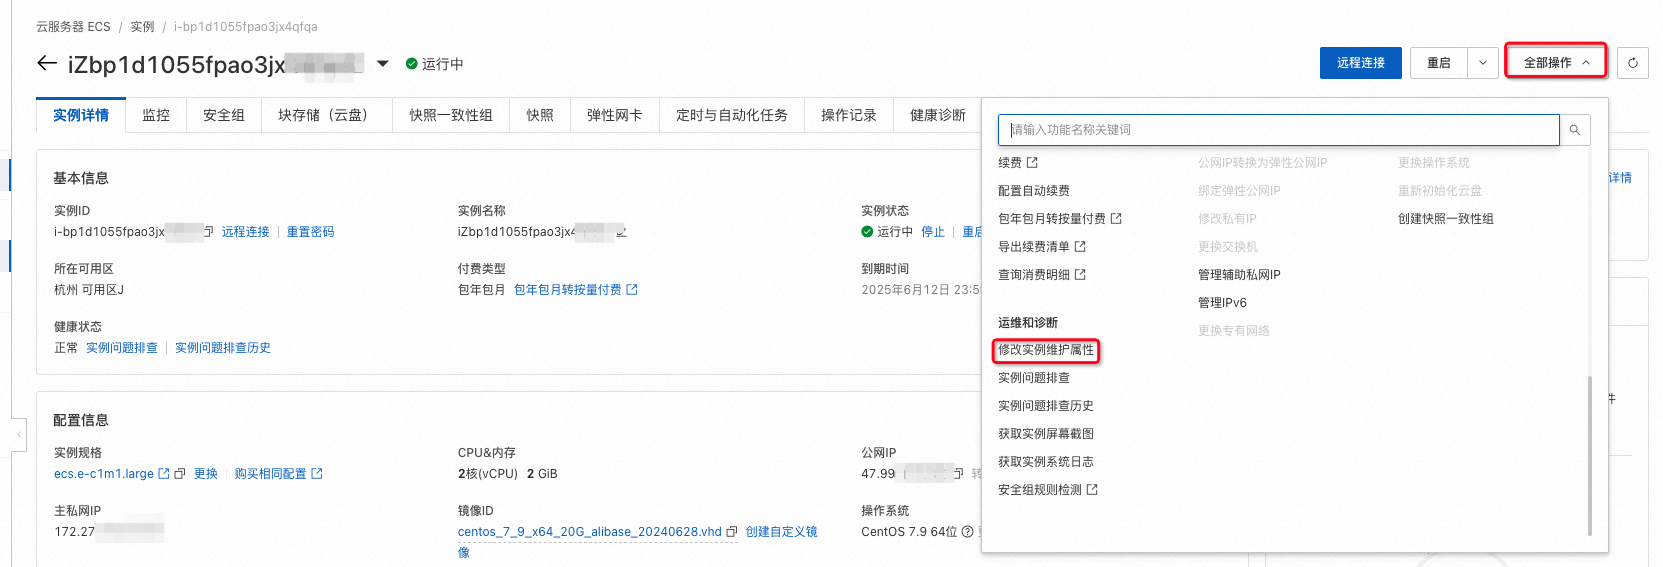 云服务器 ECS / 实例 / i-bp1d1055fpao3jx4qfqa
iZbp1d1055fpao3jx 运行中
远程连接 重启 全部操作
实例详情 监控 安全组 块存储（云盘） 快照一致性组 快照 弹性网卡 定时与自动化任务 操作记录 健康诊断
请输入功能名称关键词
续费 公网IP转换为弹性公网IP 更换操作系统
配置自动续费 绑定弹性公网IP 重新初始化云盘
包年包月转按量付费 修改私有IP 创建快照一致性组
导出续费清单 更换交换机
查询消费明细 管理辅助私网IP
管理IPv6
运维和诊断 更换专有网络
修改实例维护属性
实例问题排查
实例问题排查历史
获取实例屏幕截图
获取实例系统日志
安全组规则检测
详情
件
基本信息
实例ID 实例名称 实例状态
i-bp1d1055fpao3jx 远程连接 重置密码 iZbp1d1055fpao3jx 运行中 停止 重启
所在可用区 付费类型 到期时间
杭州 可用区J 包年包月 包年包月转按量付费 2025年6月12日 23:5
健康状态
正常 实例问题排查 实例问题排查历史
配置信息
实例规格 CPU&内存 公网IP
ecs.e-c1m1.large 更换 购买相同配置 2核(vCPU) 2 GiB 47.99 转
主私网IP 镜像ID 操作系统
172.27 centos_7_9_x64_20G_alibase_20240628.vhd 创建自定义镜 CentOS 7.9 64位
像